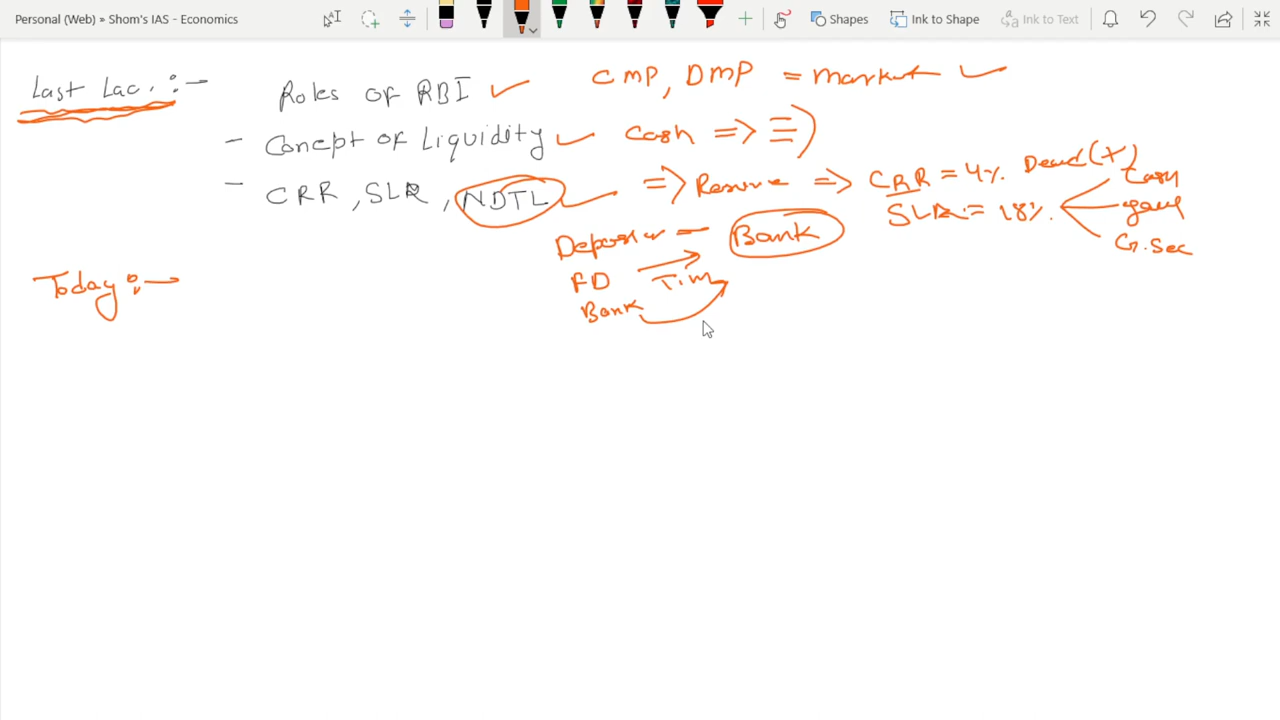 Personal (Web) » Shom's IAS - Economics
Shapes
Ink to Shape
Ink to Text
Last Lec. :-
Roles of RBI
CMP, DMP = market
- Concept of Liquidity
Cash =>
- CRR, SLR, NDTL
=> Reserve => CRR = 4%. Dead (x)
SLR = 18%.
Cash
G. Sec
Bank
FD
Time
Bank
Today :-